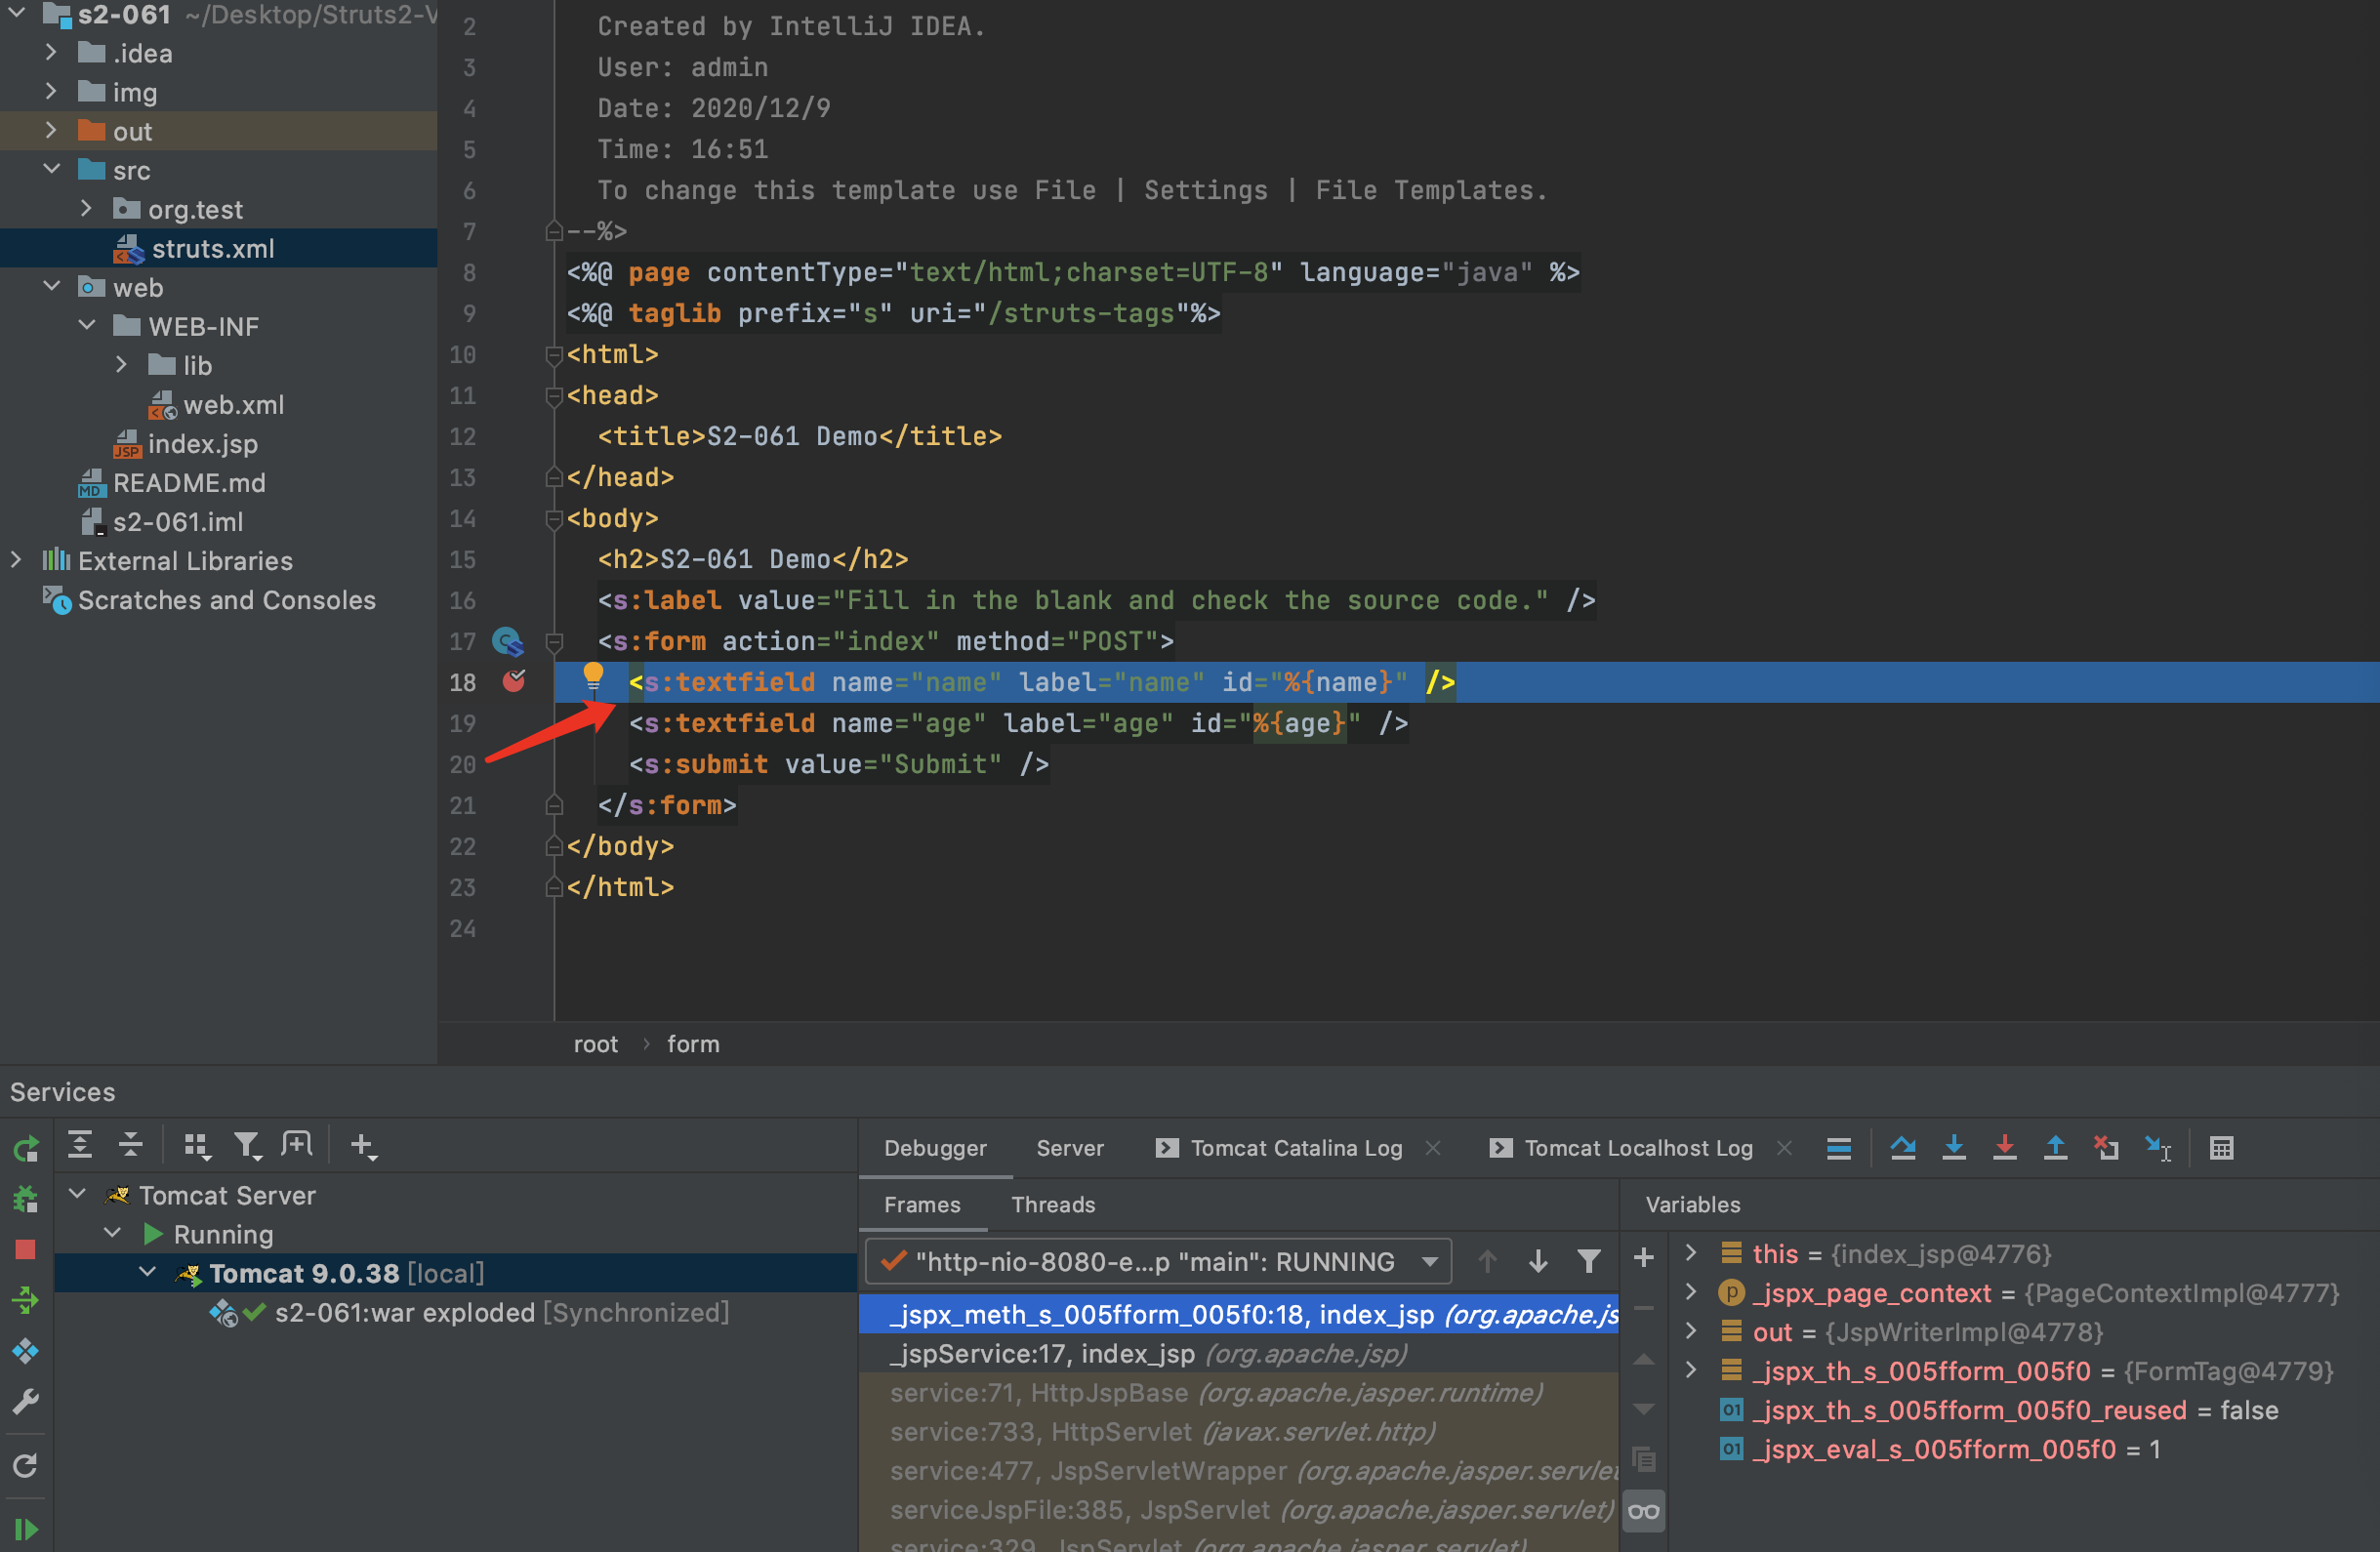 s2-061 ~/Desktop/Struts2-V
.idea
img
out
src
org.test
struts.xml
web
WEB-INF
lib
web.xml
index.jsp
README.md
s2-061.iml
External Libraries
Scratches and Consoles
2 Created by IntelliJ IDEA.
3 User: admin
4 Date: 2020/12/9
5 Time: 16:51
6 To change this template use File | Settings | File Templates.
7 --%>
8 <%@ page contentType="text/html;charset=UTF-8" language="java" %>
9 <%@ taglib prefix="s" uri="/struts-tags"%>
10 <html>
11 <head>
12 <title>S2-061 Demo</title>
13 </head>
14 <body>
15 <h2>S2-061 Demo</h2>
16 <s:label value="Fill in the blank and check the source code." />
17 <s:form action="index" method="POST">
18 <s:textfield name="name" label="name" id="%{name}" />
19 <s:textfield name="age" label="age" id="%{age}" />
20 <s:submit value="Submit" />
21 </s:form>
22 </body>
23 </html>
24
root › form
Services
Tomcat Server
Running
Tomcat 9.0.38 [local]
s2-061:war exploded [Synchronized]
Debugger Server Tomcat Catalina Log Tomcat Localhost Log
Frames Threads
"http-nio-8080-e...p "main": RUNNING
_jspx_meth_s_005fform_005f0:18, index_jsp (org.apache.js
_jspService:17, index_jsp (org.apache.jsp)
service:71, HttpJspBase (org.apache.jasper.runtime)
service:733, HttpServlet (javax.servlet.http)
service:477, JspServletWrapper (org.apache.jasper.servlet
serviceJspFile:385, JspServlet (org.apache.jasper.servlet)
service:329, JspServlet (org.apache.jasper.servlet)
Variables
this = {index_jsp@4776}
_jspx_page_context = {PageContextImpl@4777}
out = {JspWriterImpl@4778}
_jspx_th_s_005fform_005f0 = {FormTag@4779}
_jspx_th_s_005fform_005f0_reused = false
_jspx_eval_s_005fform_005f0 = 1